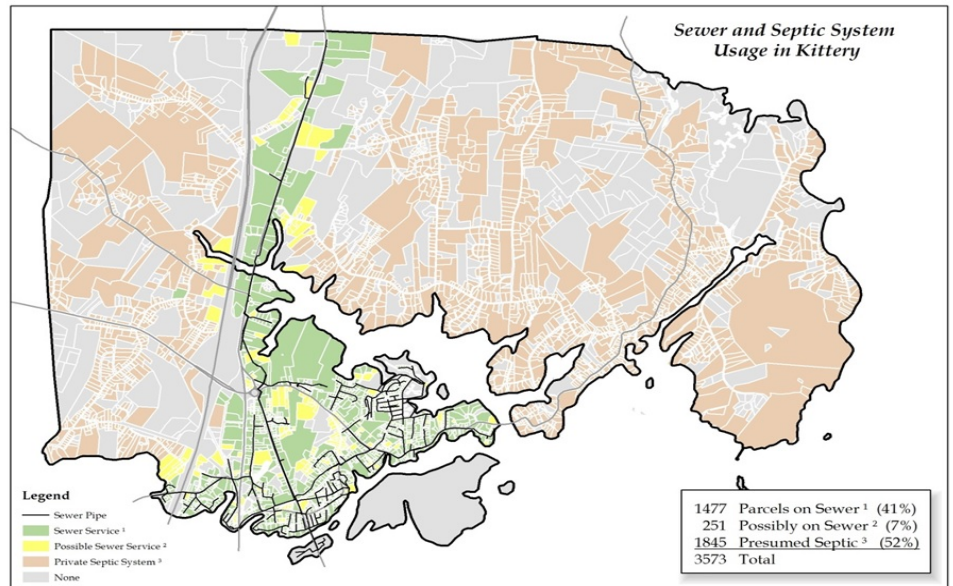 Sewer and Septic System
Usage in Kittery
Legend
Sewer Pipe
Sewer Service ¹
Possible Sewer Service ²
Private Septic System ³
None
1477 Parcels on Sewer ¹ (41%)
251 Possibly on Sewer ² (7%)
1845 Presumed Septic ³ (52%)
3573 Total